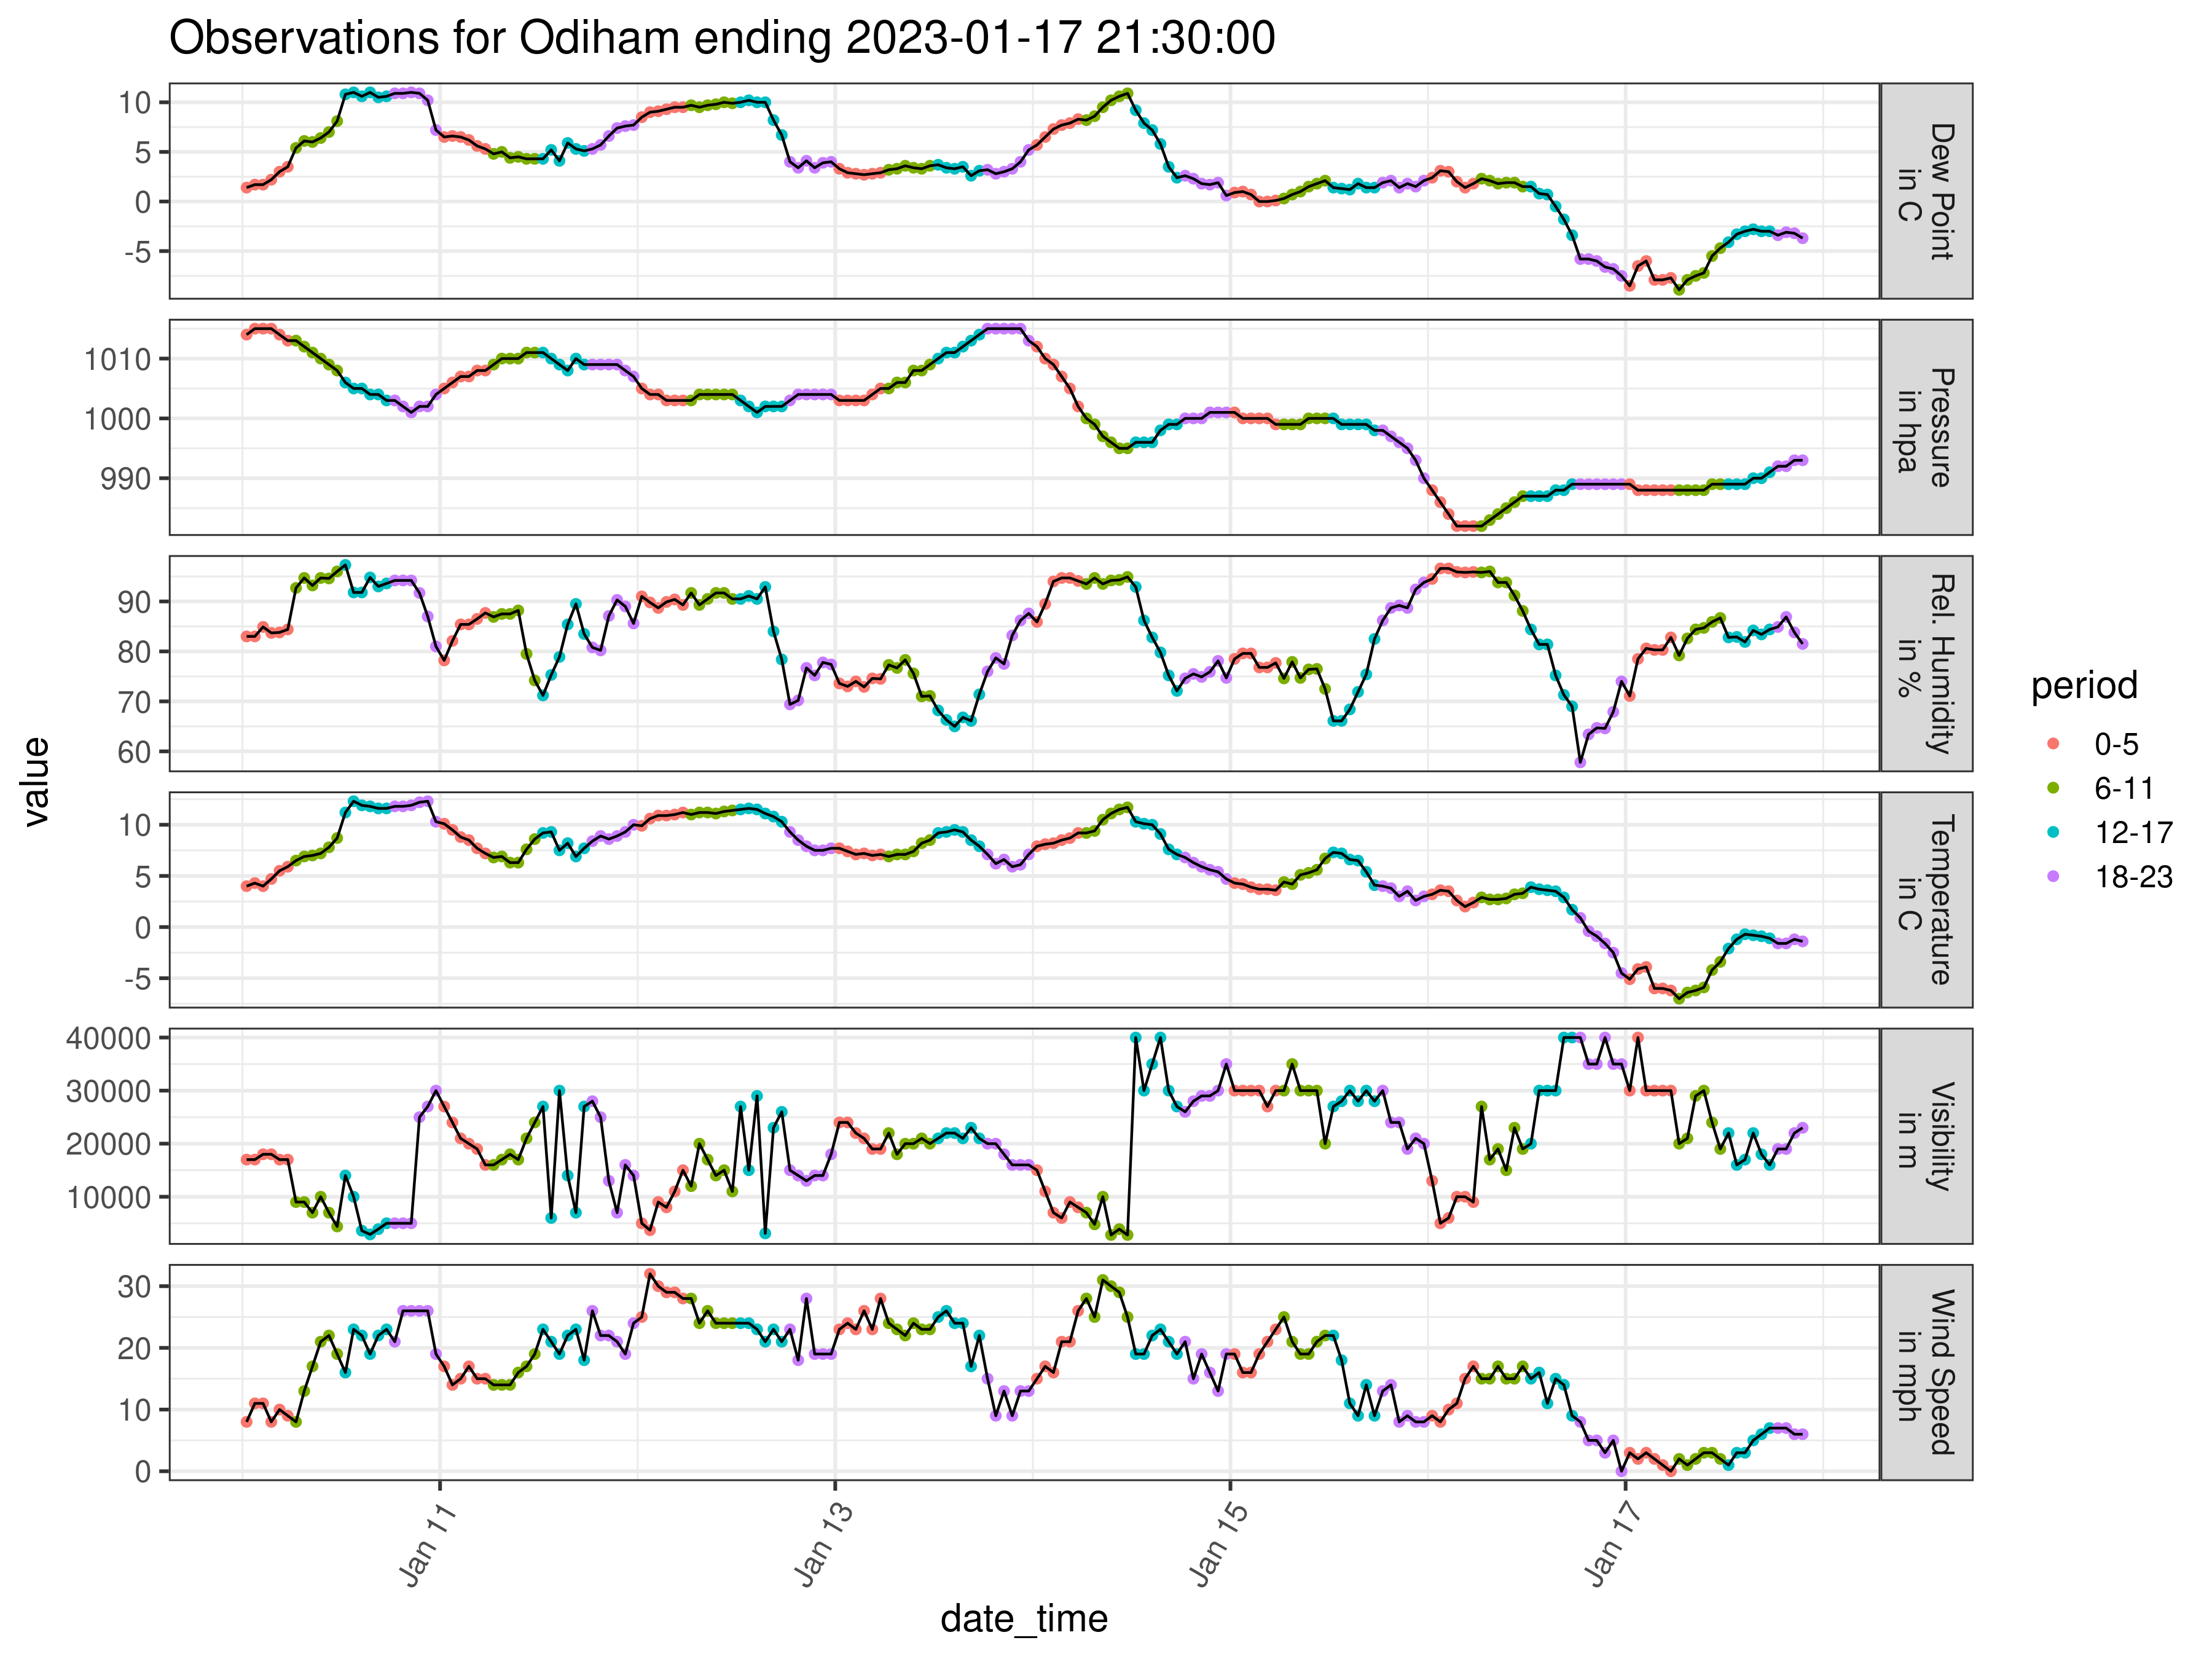 Observations for Odiham ending 2023-01-17 21:30:00
value
10
5
0
-5
Dew Point
in C
1010
1000
990
Pressure
in hpa
90
80
70
60
Rel. Humidity
in %
10
5
0
-5
Temperature
in C
40000
30000
20000
10000
Visibility
in m
30
20
10
0
Wind Speed
in mph
Jan 11
Jan 13
Jan 15
Jan 17
date_time
period
0-5
6-11
12-17
18-23